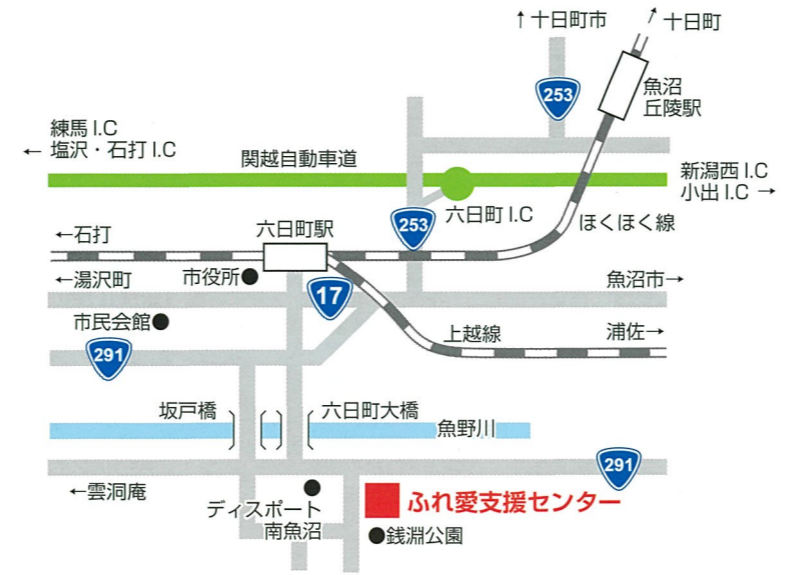 ↑十日町市
十日町
253
魚沼
丘陵駅
練馬I.C
← 塩沢・石打I.C
関越自動車道
新潟西I.C
小出I.C →
六日町I.C
253
ほくほく線
←石打
六日町駅
←湯沢町
市役所●
魚沼市→
17
市民会館●
上越線
浦佐→
291
坂戸橋
六日町大橋
魚野川
291
←雲洞庵
ディスポート
南魚沼
ふれ愛支援センター
●銭淵公園